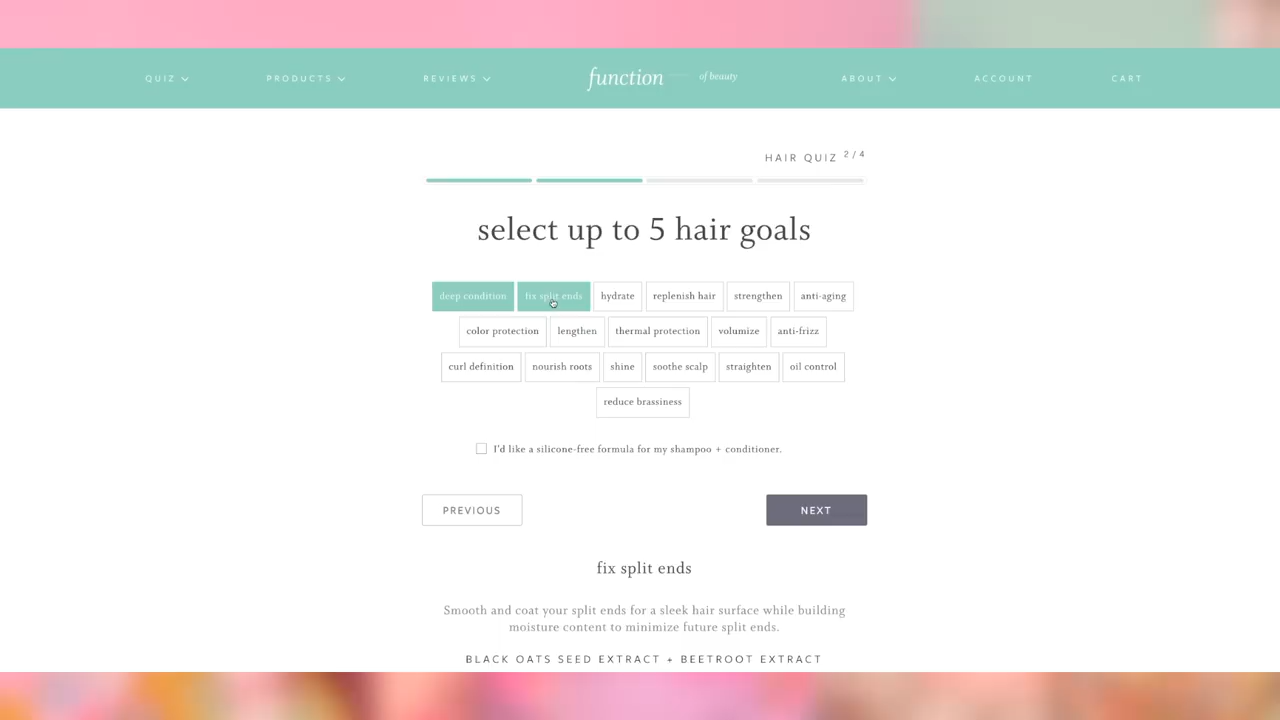 QUIZ PRODUCTS REVIEWS function of beauty ABOUT ACCOUNT CART
HAIR QUIZ 2/4
select up to 5 hair goals
deep condition fix split ends hydrate replenish hair strengthen anti-aging
color protection lengthen thermal protection volumize anti-frizz
curl definition nourish roots shine soothe scalp straighten oil control
reduce brassiness
I'd like a silicone-free formula for my shampoo + conditioner.
PREVIOUS NEXT
fix split ends
Smooth and coat your split ends for a sleek hair surface while building
moisture content to minimize future split ends.
BLACK OATS SEED EXTRACT + BEETROOT EXTRACT